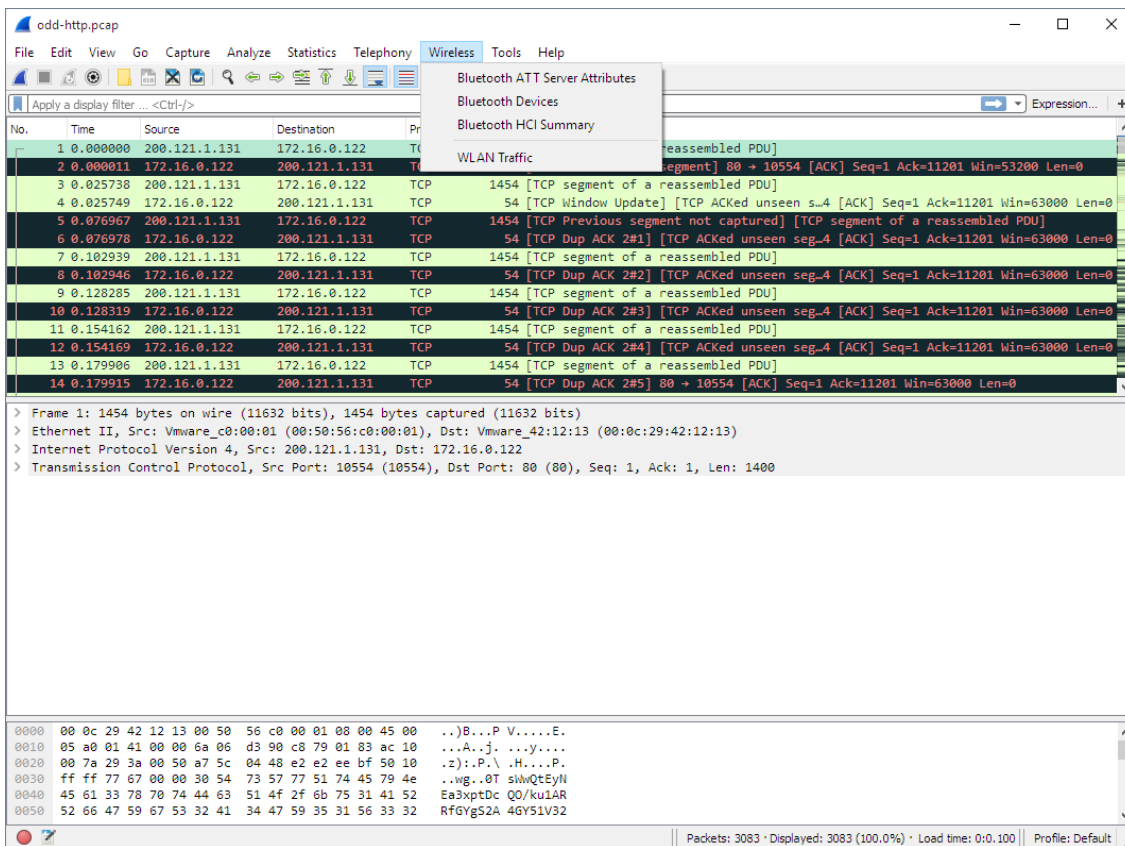 odd-http.pcap
File Edit View Go Capture Analyze Statistics Telephony Wireless Tools Help
Bluetooth ATT Server Attributes
Bluetooth Devices
Bluetooth HCI Summary
WLAN Traffic
Apply a display filter ... <Ctrl-/> Expression... +
No. Time Source Destination Pr
1 0.000000 200.121.1.131 172.16.0.122 TC reassembled PDU]
2 0.000011 172.16.0.122 200.121.1.131 TC segment] 80 → 10554 [ACK] Seq=1 Ack=11201 Win=53200 Len=0
3 0.025738 200.121.1.131 172.16.0.122 TCP 1454 [TCP segment of a reassembled PDU]
4 0.025749 172.16.0.122 200.121.1.131 TCP 54 [TCP Window Update] [TCP ACKed unseen s…4 [ACK] Seq=1 Ack=11201 Win=63000 Len=0
5 0.076967 200.121.1.131 172.16.0.122 TCP 1454 [TCP Previous segment not captured] [TCP segment of a reassembled PDU]
6 0.076978 172.16.0.122 200.121.1.131 TCP 54 [TCP Dup ACK 2#1] [TCP ACKed unseen seg…4 [ACK] Seq=1 Ack=11201 Win=63000 Len=0
7 0.102939 200.121.1.131 172.16.0.122 TCP 1454 [TCP segment of a reassembled PDU]
8 0.102946 172.16.0.122 200.121.1.131 TCP 54 [TCP Dup ACK 2#2] [TCP ACKed unseen seg…4 [ACK] Seq=1 Ack=11201 Win=63000 Len=0
9 0.128285 200.121.1.131 172.16.0.122 TCP 1454 [TCP segment of a reassembled PDU]
10 0.128319 172.16.0.122 200.121.1.131 TCP 54 [TCP Dup ACK 2#3] [TCP ACKed unseen seg…4 [ACK] Seq=1 Ack=11201 Win=63000 Len=0
11 0.154162 200.121.1.131 172.16.0.122 TCP 1454 [TCP segment of a reassembled PDU]
12 0.154169 172.16.0.122 200.121.1.131 TCP 54 [TCP Dup ACK 2#4] [TCP ACKed unseen seg…4 [ACK] Seq=1 Ack=11201 Win=63000 Len=0
13 0.179906 200.121.1.131 172.16.0.122 TCP 1454 [TCP segment of a reassembled PDU]
14 0.179915 172.16.0.122 200.121.1.131 TCP 54 [TCP Dup ACK 2#5] 80 → 10554 [ACK] Seq=1 Ack=11201 Win=63000 Len=0
> Frame 1: 1454 bytes on wire (11632 bits), 1454 bytes captured (11632 bits)
> Ethernet II, Src: Vmware_c0:00:01 (00:50:56:c0:00:01), Dst: Vmware_42:12:13 (00:0c:29:42:12:13)
> Internet Protocol Version 4, Src: 200.121.1.131, Dst: 172.16.0.122
> Transmission Control Protocol, Src Port: 10554 (10554), Dst Port: 80 (80), Seq: 1, Ack: 1, Len: 1400
0000 00 0c 29 42 12 13 00 50 56 c0 00 01 08 00 45 00 ..)B...P V.....E.
0010 05 a0 01 41 00 00 6a 06 d3 90 c8 79 01 83 ac 10 ...A..j. ...y....
0020 00 7a 29 3a 00 50 a7 5c 04 48 e2 e2 ee bf 50 10 .z):.P.\ .H....P.
0030 ff ff 77 67 00 00 30 54 73 57 77 51 74 45 79 4e ..wg..0T sWwQtEyN
0040 45 61 33 78 70 74 44 63 51 4f 2f 6b 75 31 41 52 Ea3xptDc QO/ku1AR
0050 52 66 47 59 67 53 32 41 34 47 59 35 31 56 33 32 RfGYgS2A 4GY51V32
Packets: 3083 · Displayed: 3083 (100.0%) · Load time: 0:0.100 Profile: Default